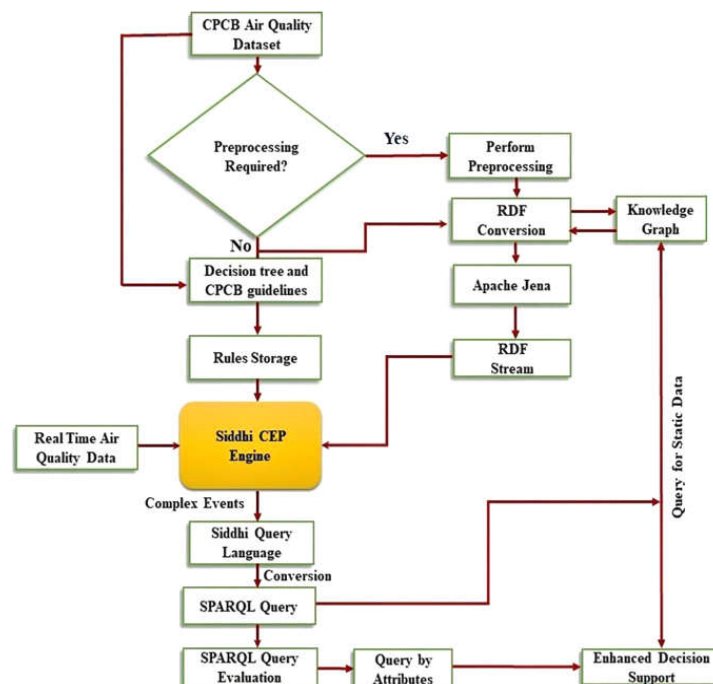 CPCB Air Quality
Dataset
Preprocessing
Required?
Yes
Perform
Preprocessing
RDF
Conversion
Knowledge
Graph
No
Decision tree and
CPCB guidelines
Apache Jena
Rules Storage
RDF
Stream
Real Time Air
Quality Data
Siddhi CEP
Engine
Query for Static Data
Complex Events
Siddhi Query
Language
Conversion
SPARQL Query
SPARQL Query
Evaluation
Query by
Attributes
Enhanced Decision
Support